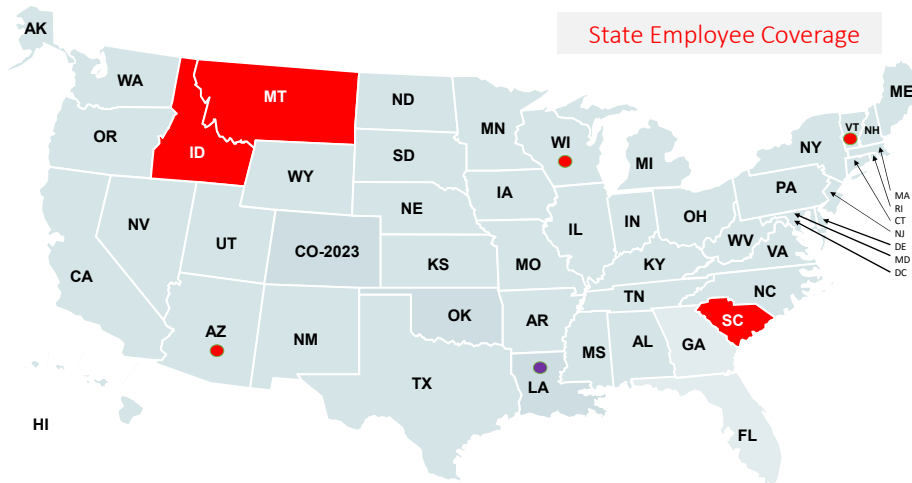 State Employee Coverage
AK
WA
MT
ND
MN
ME
VT
NH
OR
ID
WI
NY
SD
MI
WY
MA
RI
CT
NJ
DE
MD
DC
IA
PA
NE
NV
IL
IN
OH
UT
CO-2023
WV
VA
KS
MO
KY
CA
NC
TN
OK
AR
SC
AZ
NM
MS
AL
GA
TX
LA
HI
FL